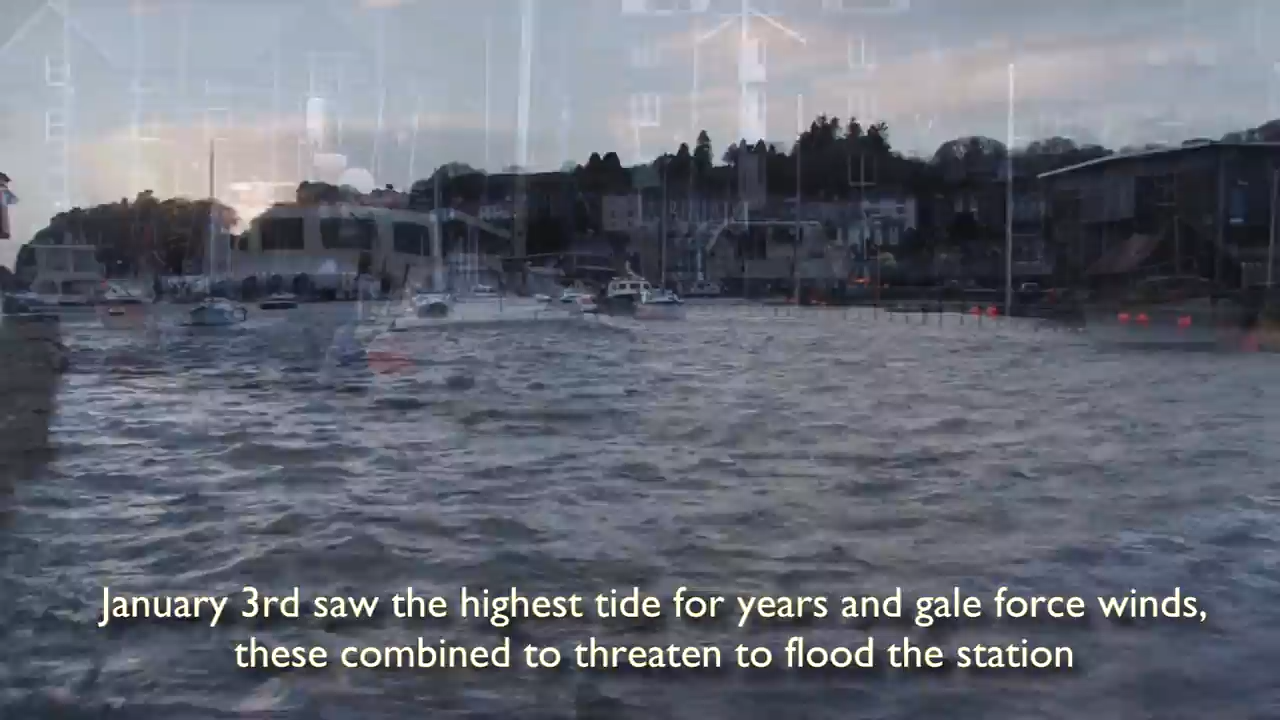 January 3rd saw the highest tide for years and gale force winds,
these combined to threaten to flood the station